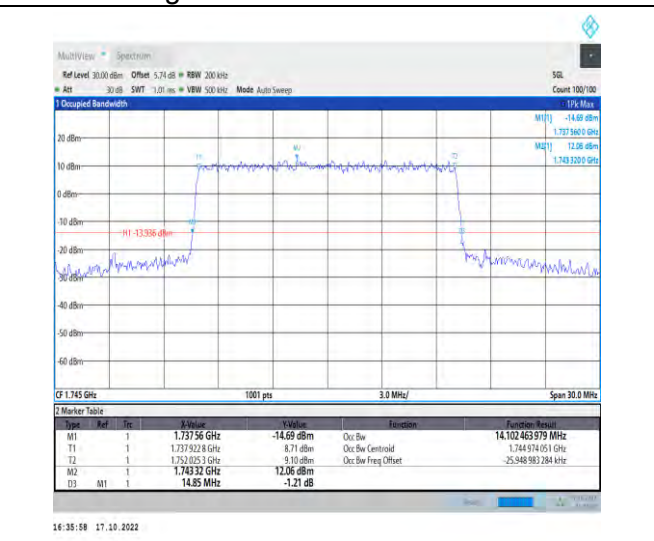 MultiView Spectrum
Ref Level 30.00 dBm Offset 5.74 dB RBW 200 kHz SGL
Att 30 dB SWT 1.01 ms VBW 500 kHz Mode Auto Sweep Count 100/100
1 Occupied Bandwidth 1Pk Max
M1[1] -14.69 dBm
1.737 560 0 GHz
M2[1] 12.06 dBm
1.743 320 0 GHz
20 dBm
10 dBm
0 dBm
-10 dBm
H1 -13.936 dBm
-20 dBm
-30 dBm
-40 dBm
-50 dBm
-60 dBm
T1
M2
T2
CF 1.745 GHz 1001 pts 3.0 MHz/ Span 30.0 MHz
2 Marker Table
Type Ref Trc X-Value Y-Value Function Function Result
M1 1 1.737 56 GHz -14.69 dBm Occ Bw 14.102 463 979 MHz
T1 1 1.737 922 8 GHz 8.71 dBm Occ Bw Centroid 1.744 974 051 GHz
T2 1 1.752 025 3 GHz 9.10 dBm Occ Bw Freq Offset -25.948 983 284 kHz
M2 1 1.743 32 GHz 12.06 dBm
D3 M1 1 14.85 MHz -1.21 dB
16:35:58 17.10.2022